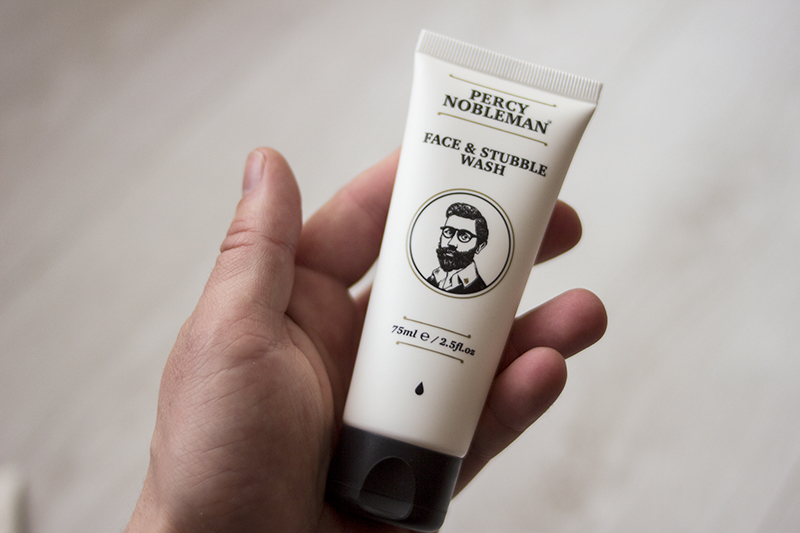 PERCY
NOBLEMAN®
FACE & STUBBLE
WASH
75ml ℮ / 2.5fl.oz